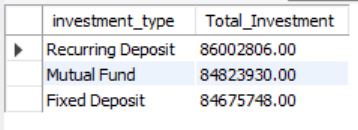 investment_type Total_Investment
Recurring Deposit 86002806.00
Mutual Fund 84823930.00
Fixed Deposit 84675748.00